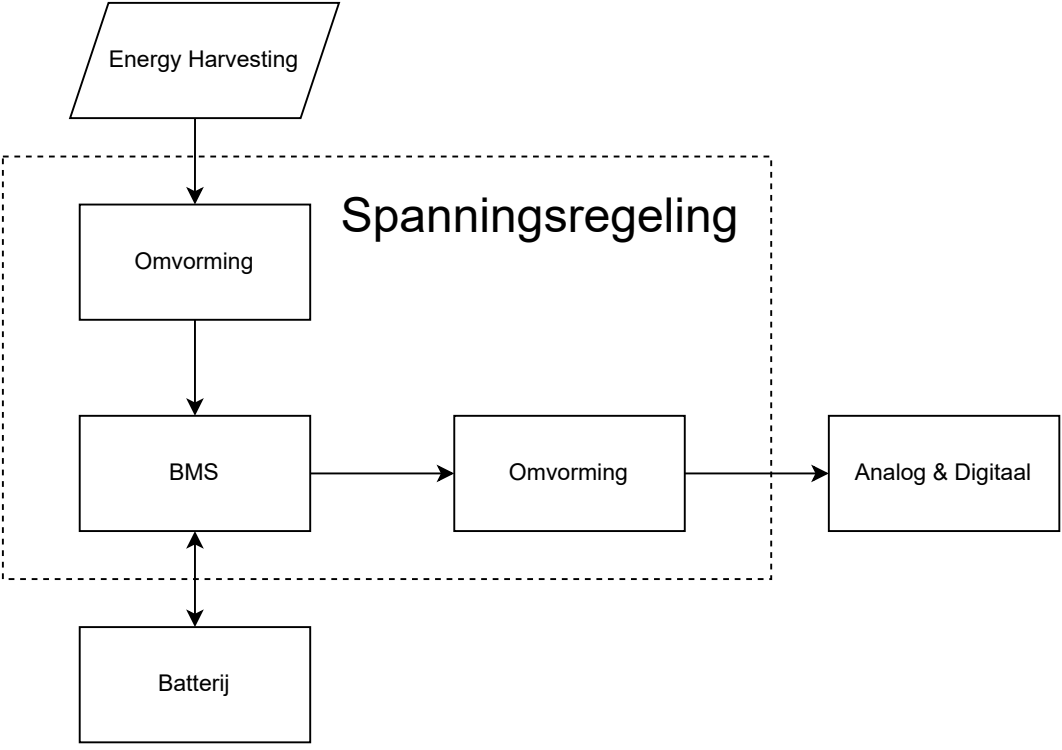 Energy Harvesting
Spanningsregeling
Omvorming
BMS
Omvorming
Analog & Digitaal
Batterij